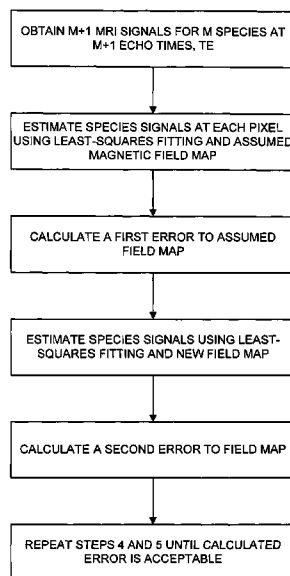 OBTAIN M+1 MRI SIGNALS FOR M SPECIES AT
M+1 ECHO TIMES, TE
ESTIMATE SPECIES SIGNALS AT EACH PIXEL
USING LEAST-SQUARES FITTING AND ASSUMED
MAGNETIC FIELD MAP
CALCULATE A FIRST ERROR TO ASSUMED
FIELD MAP
ESTIMATE SPECIES SIGNALS USING LEAST-
SQUARES FITTING AND NEW FIELD MAP
CALCULATE A SECOND ERROR TO FIELD MAP
REPEAT STEPS 4 AND 5 UNTIL CALCULATED
ERROR IS ACCEPTABLE